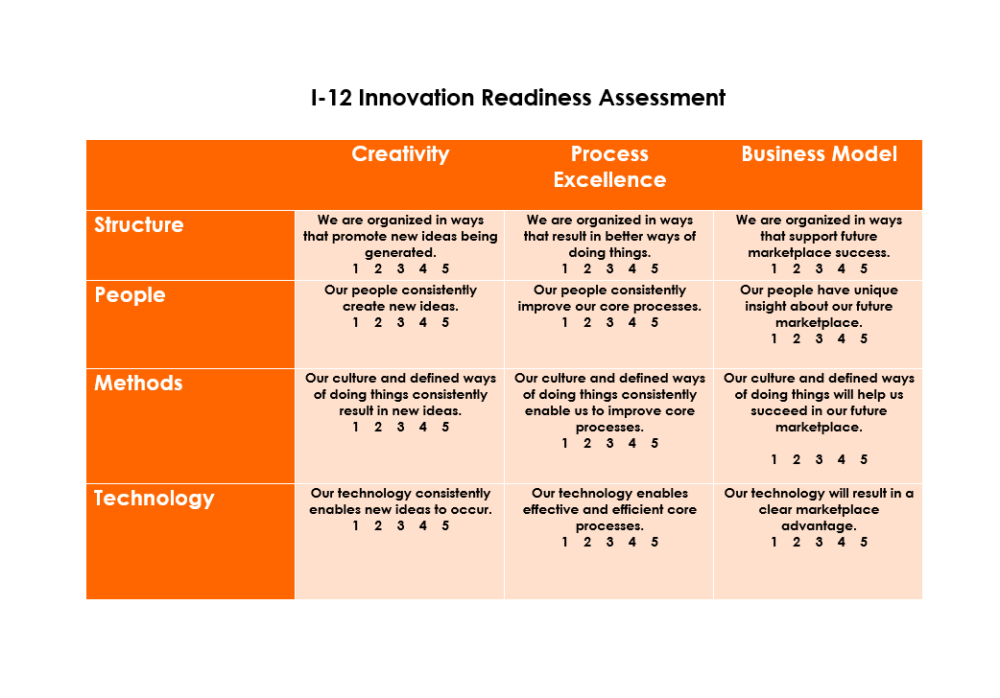 I-12 Innovation Readiness Assessment
Creativity
Process
Excellence
Business Model
Structure
We are organized in ways
that promote new ideas being
generated.
1 2 3 4 5
We are organized in ways
that result in better ways of
doing things.
1 2 3 4 5
We are organized in ways
that support future
marketplace success.
1 2 3 4 5
People
Our people consistently
create new ideas.
1 2 3 4 5
Our people consistently
improve our core processes.
1 2 3 4 5
Our people have unique
insight about our future
marketplace.
1 2 3 4 5
Methods
Our culture and defined ways
of doing things consistently
result in new ideas.
1 2 3 4 5
Our culture and defined ways
of doing things consistently
enable us to improve core
processes.
1 2 3 4 5
Our culture and defined ways
of doing things will help us
succeed in our future
marketplace.
1 2 3 4 5
Technology
Our technology consistently
enables new ideas to occur.
1 2 3 4 5
Our technology enables
effective and efficient core
processes.
1 2 3 4 5
Our technology will result in a
clear marketplace
advantage.
1 2 3 4 5